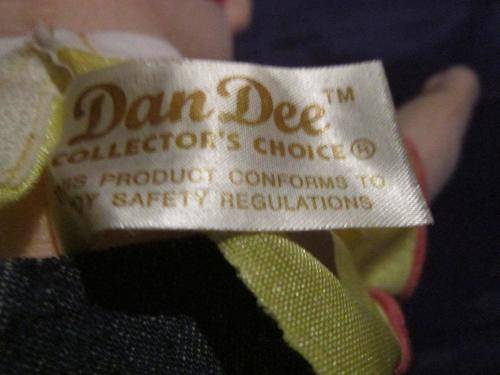 Dan Dee™
COLLECTOR'S CHOICE®
PRODUCT CONFORMS TO
SAFETY REGULATIONS